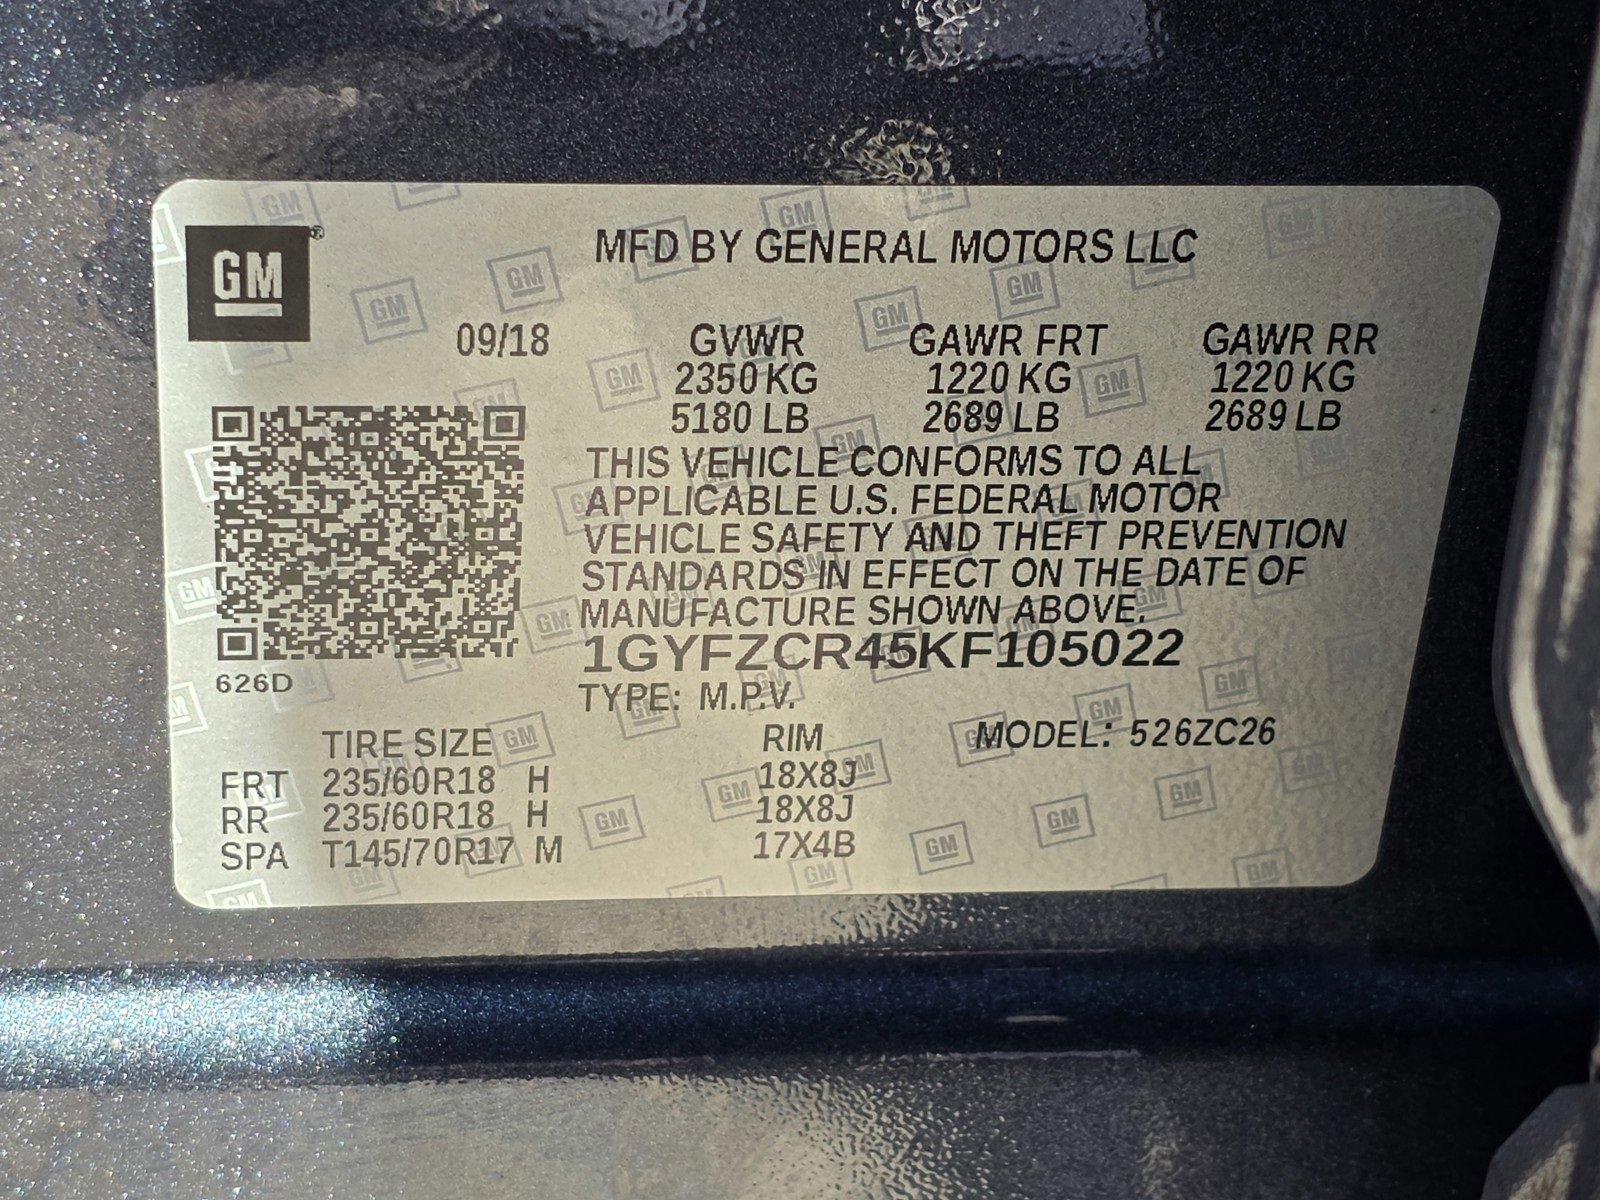 GM®
MFD BY GENERAL MOTORS LLC
09/18 GVWR GAWR FRT GAWR RR
2350 KG 1220 KG 1220 KG
5180 LB 2689 LB 2689 LB
THIS VEHICLE CONFORMS TO ALL
APPLICABLE U.S. FEDERAL MOTOR
VEHICLE SAFETY AND THEFT PREVENTION
STANDARDS IN EFFECT ON THE DATE OF
MANUFACTURE SHOWN ABOVE.
1GYFZCR45KF105022
626D
TYPE: M.P.V.
TIRE SIZE RIM MODEL: 526ZC26
FRT 235/60R18 H 18X8J
RR 235/60R18 H 18X8J
SPA T145/70R17 M 17X4B